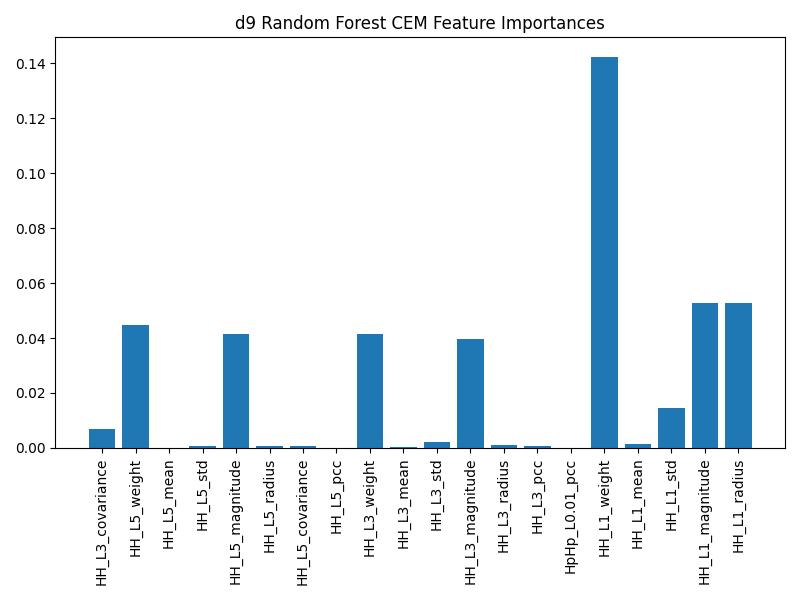 d9 Random Forest CEM Feature Importances
0.14
0.12
0.10
0.08
0.06
0.04
0.02
0.00
HH_L3_covariance
HH_L5_weight
HH_L5_mean
HH_L5_std
HH_L5_magnitude
HH_L5_radius
HH_L5_covariance
HH_L5_pcc
HH_L3_weight
HH_L3_mean
HH_L3_std
HH_L3_magnitude
HH_L3_radius
HH_L3_pcc
HpHp_L0.01_pcc
HH_L1_weight
HH_L1_mean
HH_L1_std
HH_L1_magnitude
HH_L1_radius